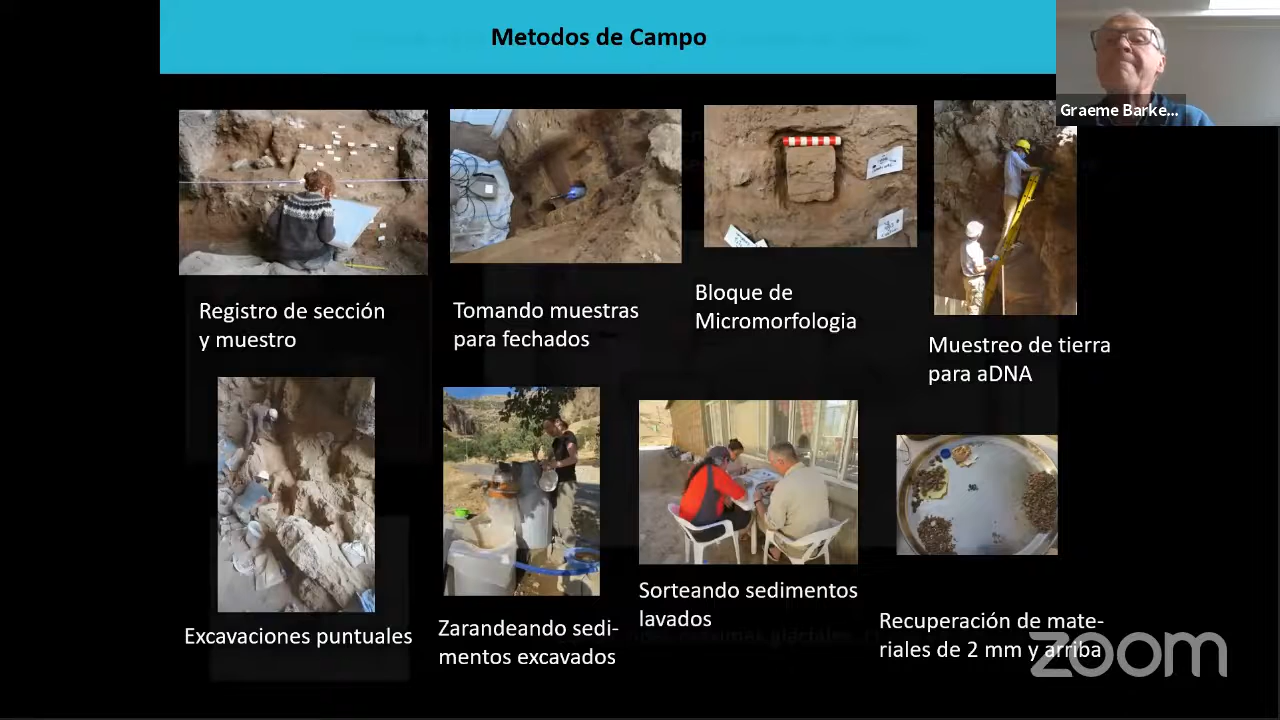 Metodos de Campo
Graeme Barke...
Registro de sección
y muestro
Tomando muestras
para fechados
Bloque de
Micromorfologia
Muestreo de tierra
para aDNA
Excavaciones puntuales
Zarandeando sedi-
mentos excavados
Sorteando sedimentos
lavados
Recuperación de mate-
riales de 2 mm y arriba
zoom